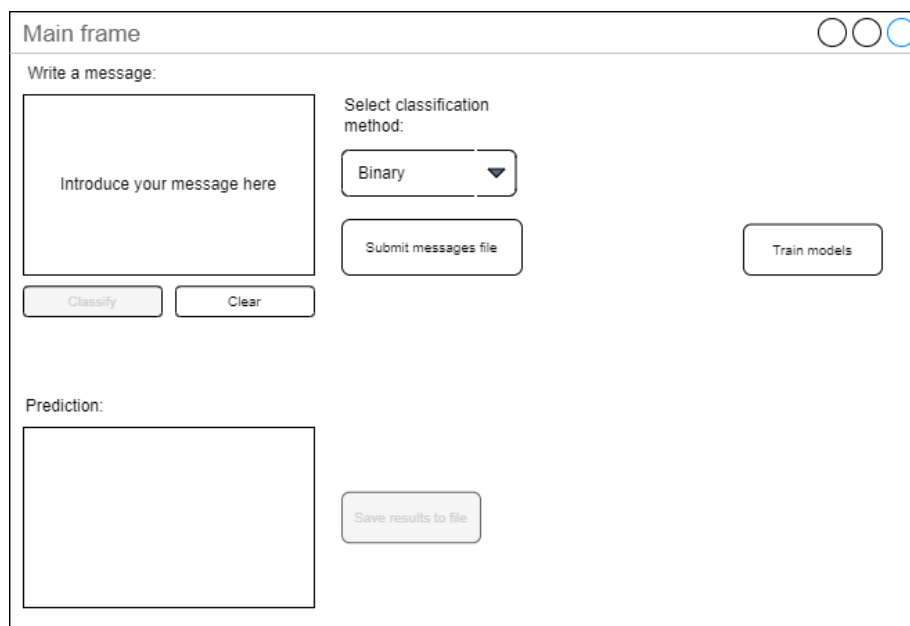 Main frame
Write a message:
Introduce your message here
Select classification
method:
Binary
Submit messages file
Train models
Classify
Clear
Prediction:
Save results to file